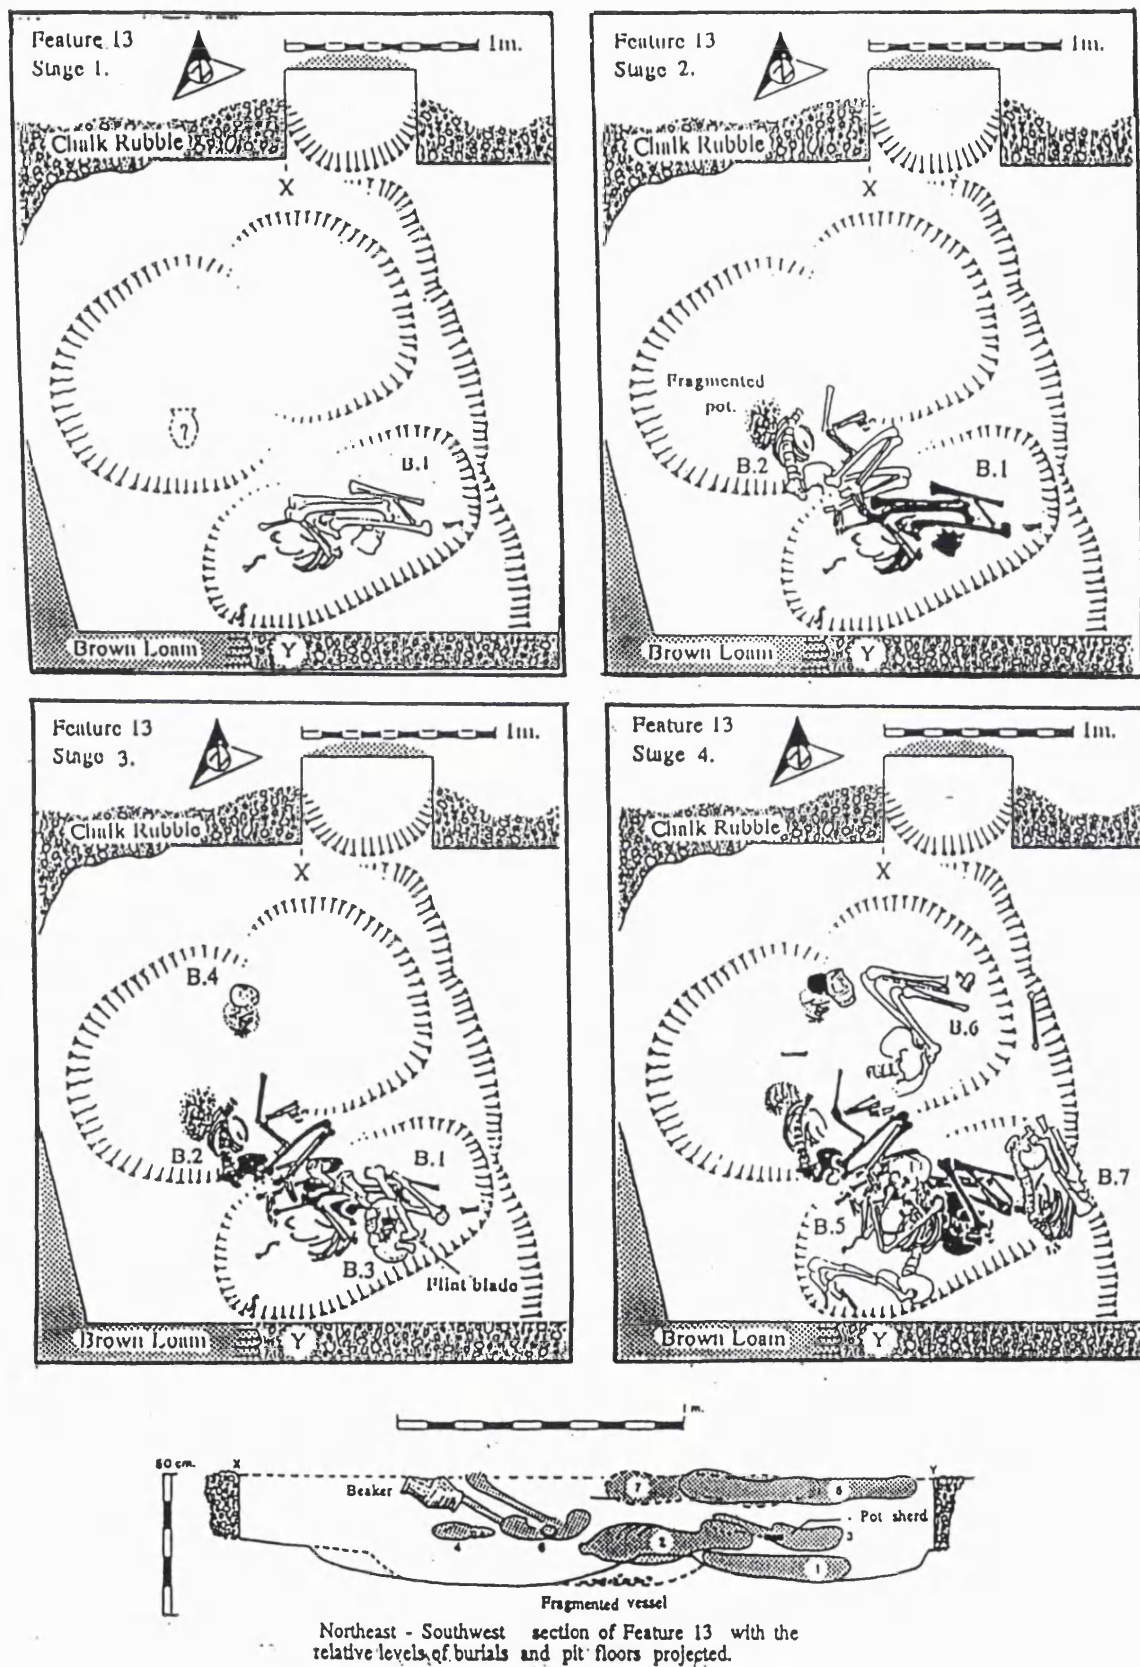 Feature 13
Stage 1.
1m.
Chalk Rubble
X
?
B.1
Brown Loam
Y
Feature 13
Stage 2.
1m.
Chalk Rubble
X
Fragmented
pot.
B.2
B.1
Brown Loam
Y
Feature 13
Stage 3.
1m.
Chalk Rubble
X
B.4
B.2
B.1
B.3
Flint blade
Brown Loam
Y
Feature 13
Stage 4.
1m.
Chalk Rubble
X
B.6
B.7
B.5
Brown Loam
Y
1 m.
60 cm.
X
Y
Beaker
7
Pot sherd
4
6
2
3
1
Fragmented vessel
Northeast - Southwest section of Feature 13 with the
relative levels of burials and pit floors projected.